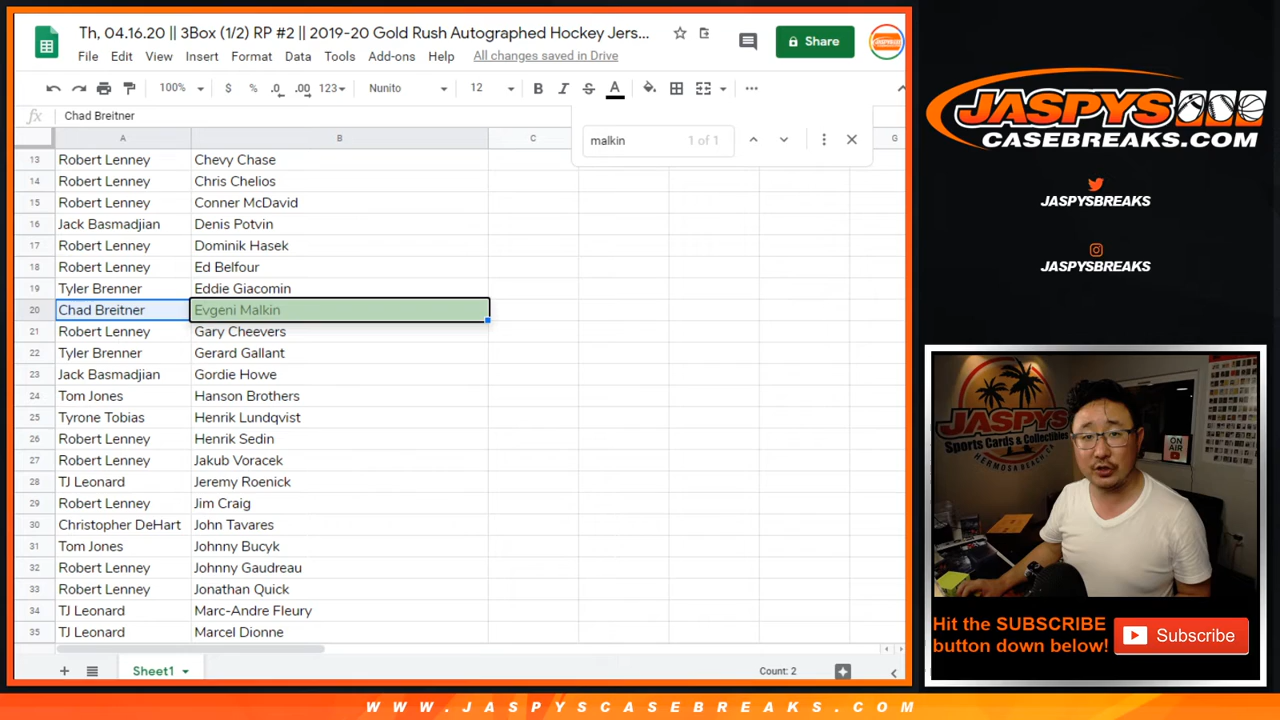 Th, 04.16.20 || 3Box (1/2) RP #2 || 2019-20 Gold Rush Autographed Hockey Jers...
File Edit View Insert Format Data Tools Add-ons Help All changes saved in Drive
Share
100% $ % .0 .00 123 Nunito 12 B I S A
fx Chad Breitner
malkin 1 of 1
A B C G
13 Robert Lenney Chevy Chase
14 Robert Lenney Chris Chelios
15 Robert Lenney Conner McDavid
16 Jack Basmadjian Denis Potvin
17 Robert Lenney Dominik Hasek
18 Robert Lenney Ed Belfour
19 Tyler Brenner Eddie Giacomin
20 Chad Breitner Evgeni Malkin
21 Robert Lenney Gary Cheevers
22 Tyler Brenner Gerard Gallant
23 Jack Basmadjian Gordie Howe
24 Tom Jones Hanson Brothers
25 Tyrone Tobias Henrik Lundqvist
26 Robert Lenney Henrik Sedin
27 Robert Lenney Jakub Voracek
28 TJ Leonard Jeremy Roenick
29 Robert Lenney Jim Craig
30 Christopher DeHart John Tavares
31 Tom Jones Johnny Bucyk
32 Robert Lenney Johnny Gaudreau
33 Robert Lenney Jonathan Quick
34 TJ Leonard Marc-Andre Fleury
35 TJ Leonard Marcel Dionne
Sheet1 Count: 2
JASPYS
CASEBREAKS.COM
JASPYSBREAKS
JASPYSBREAKS
JASPYS
Sports Cards & Collectibles
HERMOSA BEACH, CA
ON
AIR
Hit the SUBSCRIBE
button down below!
Subscribe
WWW.JASPYSCASEBREAKS.COM